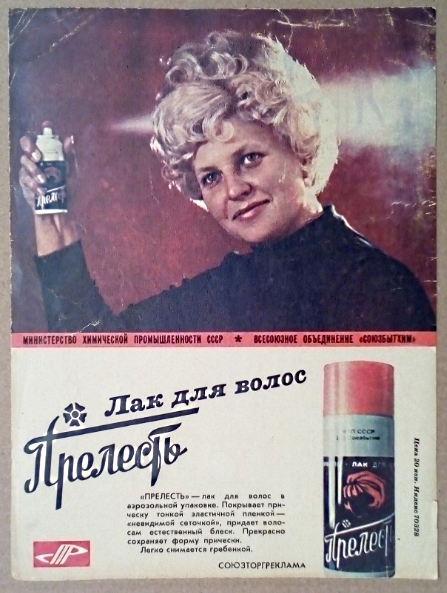 Прелесть
МИНИСТЕРСТВО ХИМИЧЕСКОЙ ПРОМЫШЛЕННОСТИ СССР ★ ВСЕСОЮЗНОЕ ОБЪЕДИНЕНИЕ «СОЮЗБЫТХИМ»
Лак для волос
Прелесть
«ПРЕЛЕСТЬ» — лак для волос в
аэрозольной упаковке. Покрывает при-
ческу тонкой эластичной пленкой —
«невидимой сеточкой», придает воло-
сам естественный блеск. Прекрасно
сохраняет форму прически.
Легко снимается гребенкой.
СОЮЗТОРГРЕКЛАМА
СССР
ЛАК ДЛЯ
Прелесть
Цена 20 коп. Индекс 70328